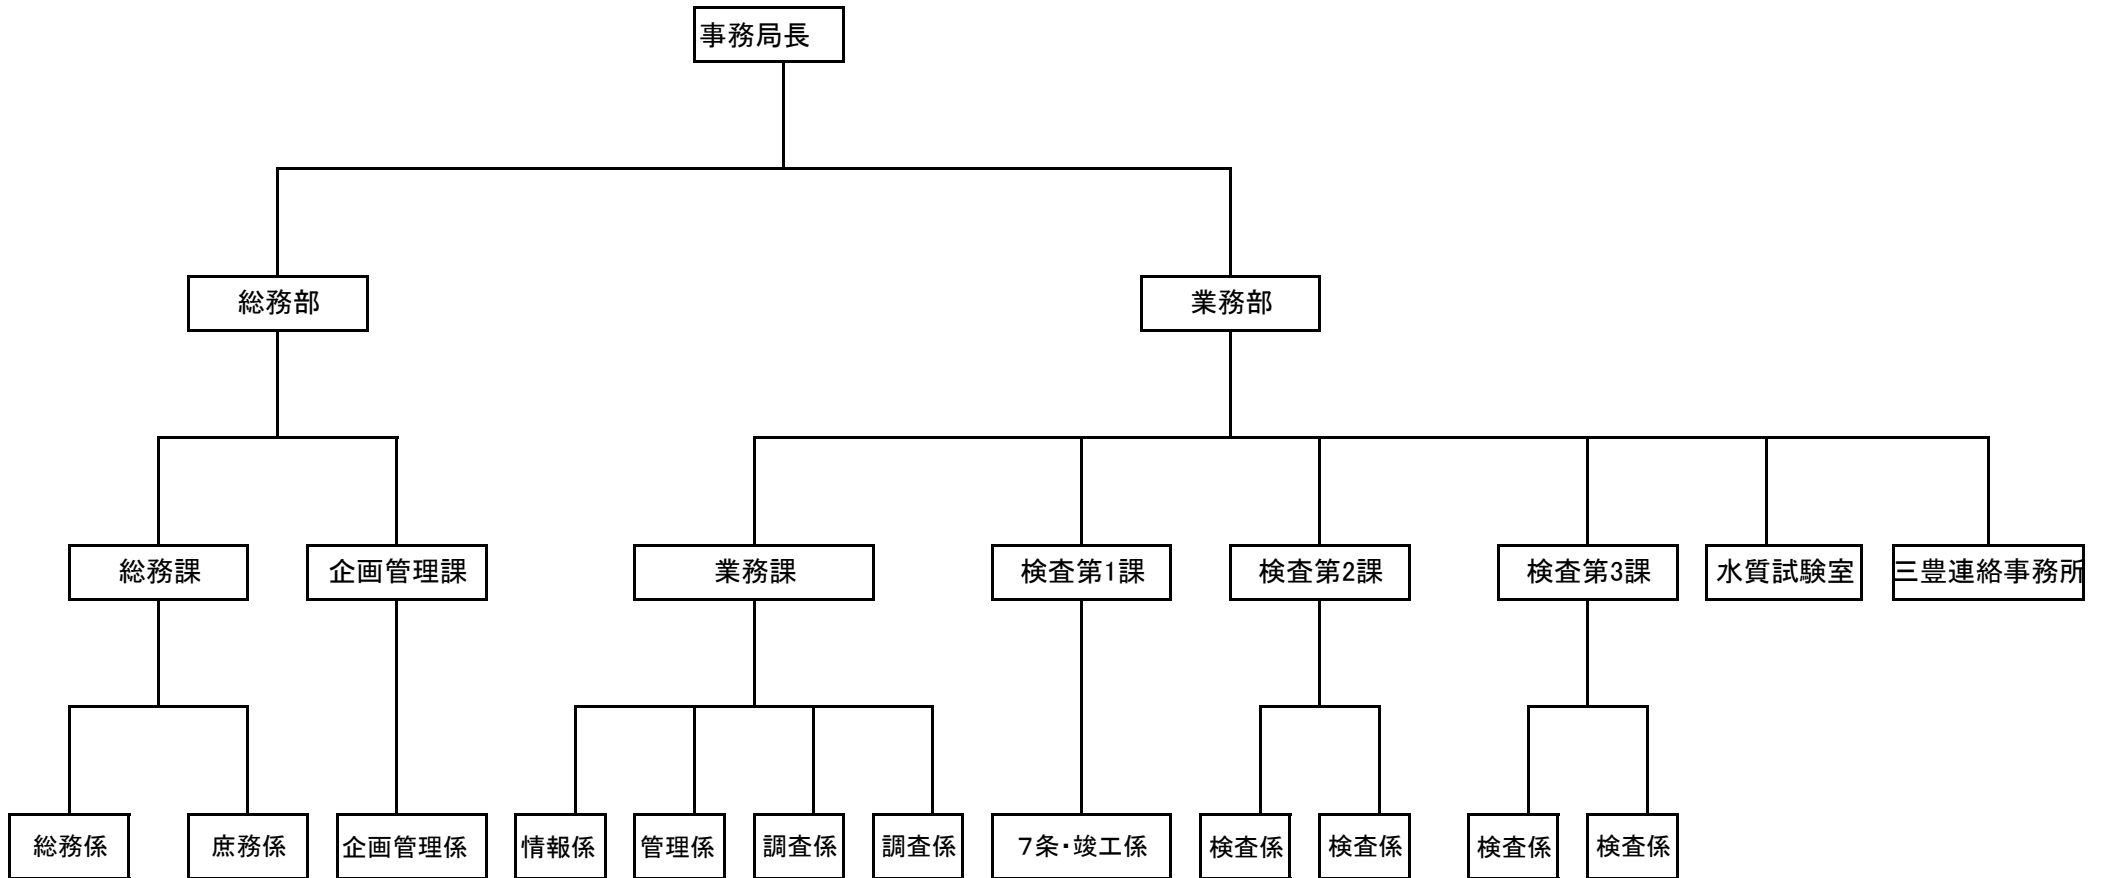 事務局長
総務部
業務部
総務課
企画管理課
業務課
検査第1課
検査第2課
検査第3課
水質試験室
三豊連絡事務所
総務係
庶務係
企画管理係
情報係
管理係
調査係
調査係
7条・竣工係
検査係
検査係
検査係
検査係